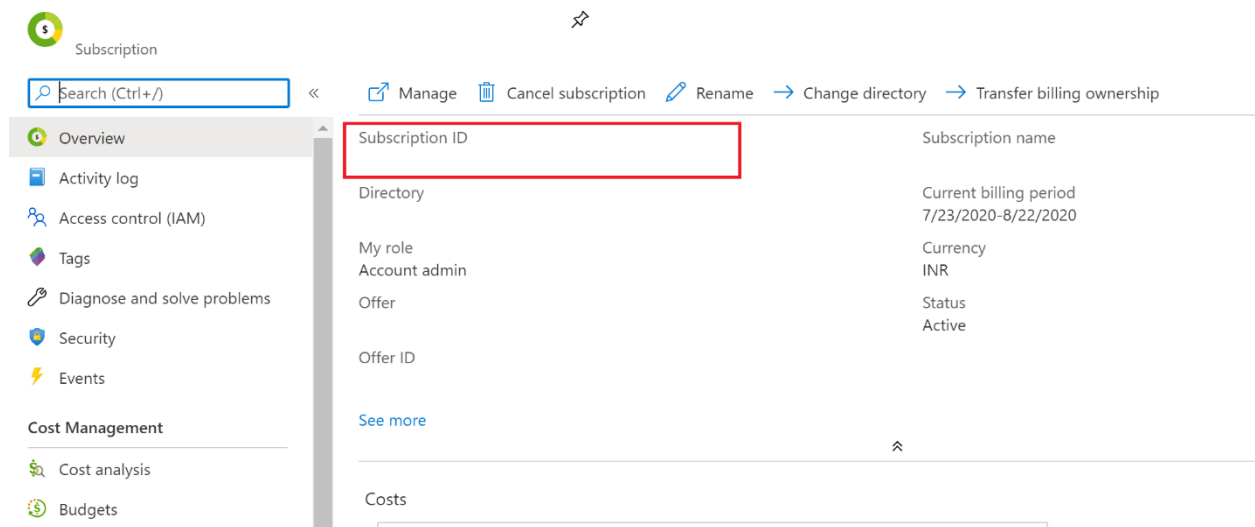 Subscription
Search (Ctrl+/)
«
Manage
Cancel subscription
Rename
Change directory
Transfer billing ownership
Overview
Activity log
Access control (IAM)
Tags
Diagnose and solve problems
Security
Events
Cost Management
Cost analysis
Budgets
Subscription ID
Directory
My role
Account admin
Offer
Offer ID
See more
Subscription name
Current billing period
7/23/2020-8/22/2020
Currency
INR
Status
Active
Costs